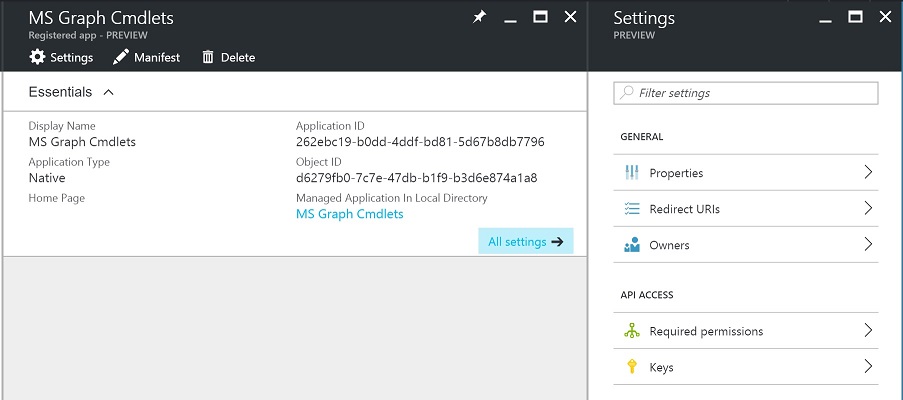 MS Graph Cmdlets
Registered app - PREVIEW
Settings
Manifest
Delete
Essentials
Display Name
MS Graph Cmdlets
Application Type
Native
Home Page
Application ID
262ebc19-b0dd-4ddf-bd81-5d67b8db7796
Object ID
d6279fb0-7c7e-47db-b1f9-b3d6e874a1a8
Managed Application In Local Directory
MS Graph Cmdlets
All settings
Settings
PREVIEW
Filter settings
GENERAL
Properties
Redirect URIs
Owners
API ACCESS
Required permissions
Keys